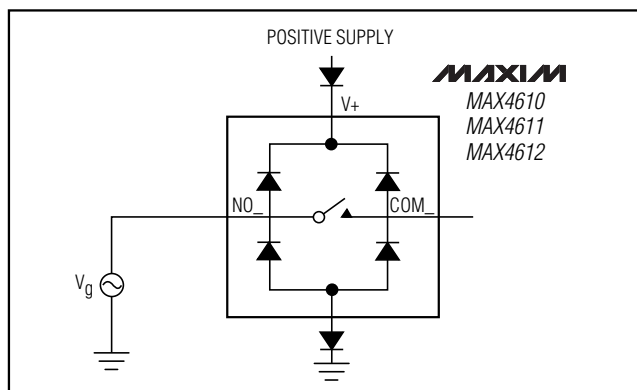 POSITIVE SUPPLY
MAXIM
V+
MAX4610
MAX4611
MAX4612
NO_
COM_
Vg